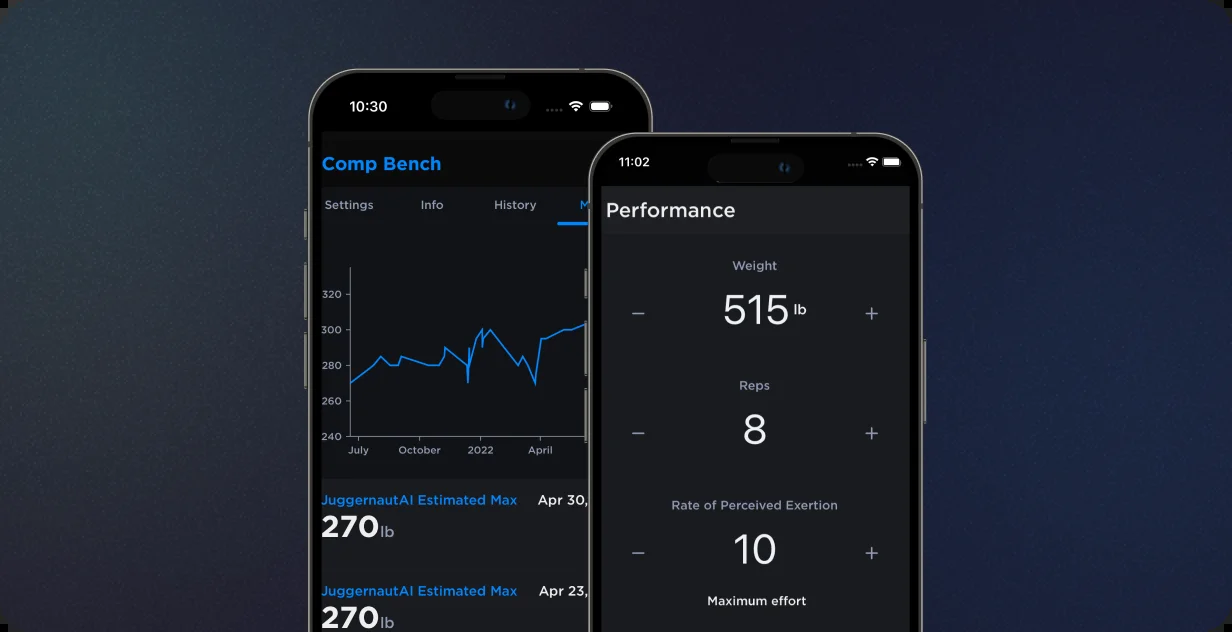 10:30
Comp Bench
Settings Info History M
320
300
280
260
240
July October 2022 April
JuggernautAI Estimated Max Apr 30,
270lb
JuggernautAI Estimated Max Apr 23,
270lb
11:02
Performance
Weight
− 515 lb +
Reps
− 8 +
Rate of Perceived Exertion
− 10 +
Maximum effort